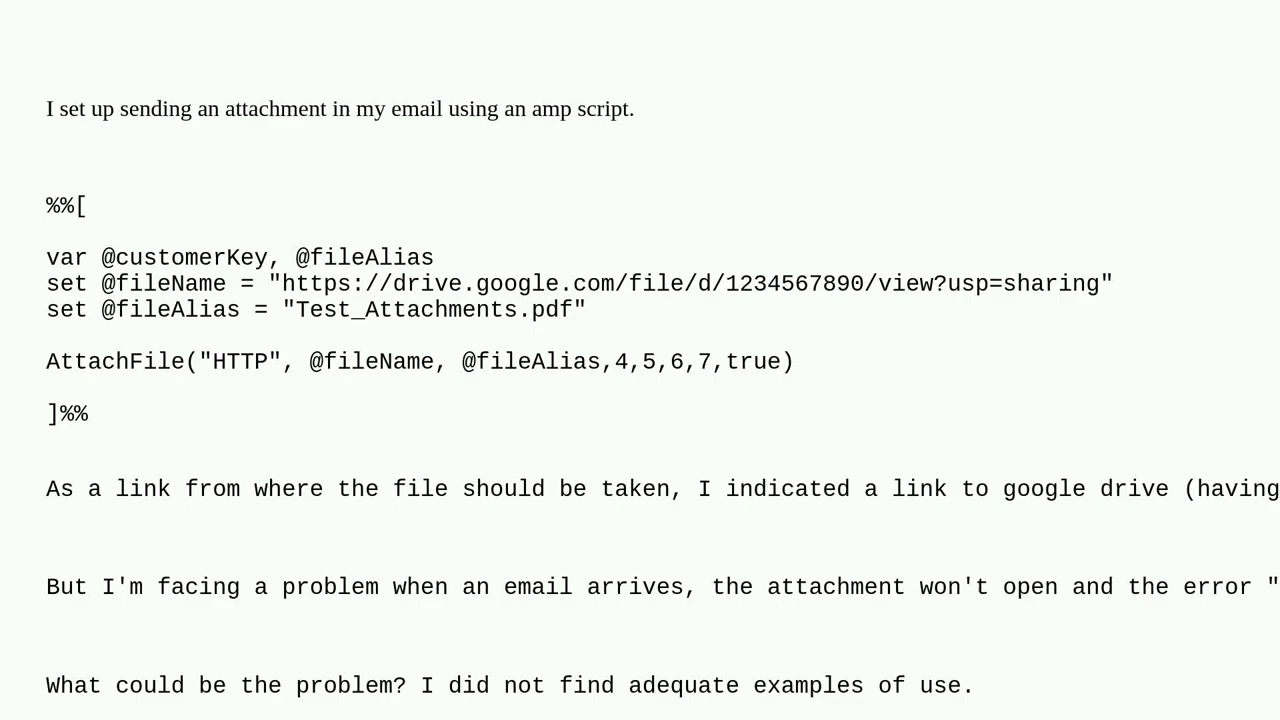 I set up sending an attachment in my email using an amp script.
%%[
var @customerKey, @fileAlias
set @fileName = "https://drive.google.com/file/d/1234567890/view?usp=sharing"
set @fileAlias = "Test_Attachments.pdf"
AttachFile("HTTP", @fileName, @fileAlias,4,5,6,7,true)
]%%
As a link from where the file should be taken, I indicated a link to google drive (having
But I'm facing a problem when an email arrives, the attachment won't open and the error "
What could be the problem? I did not find adequate examples of use.